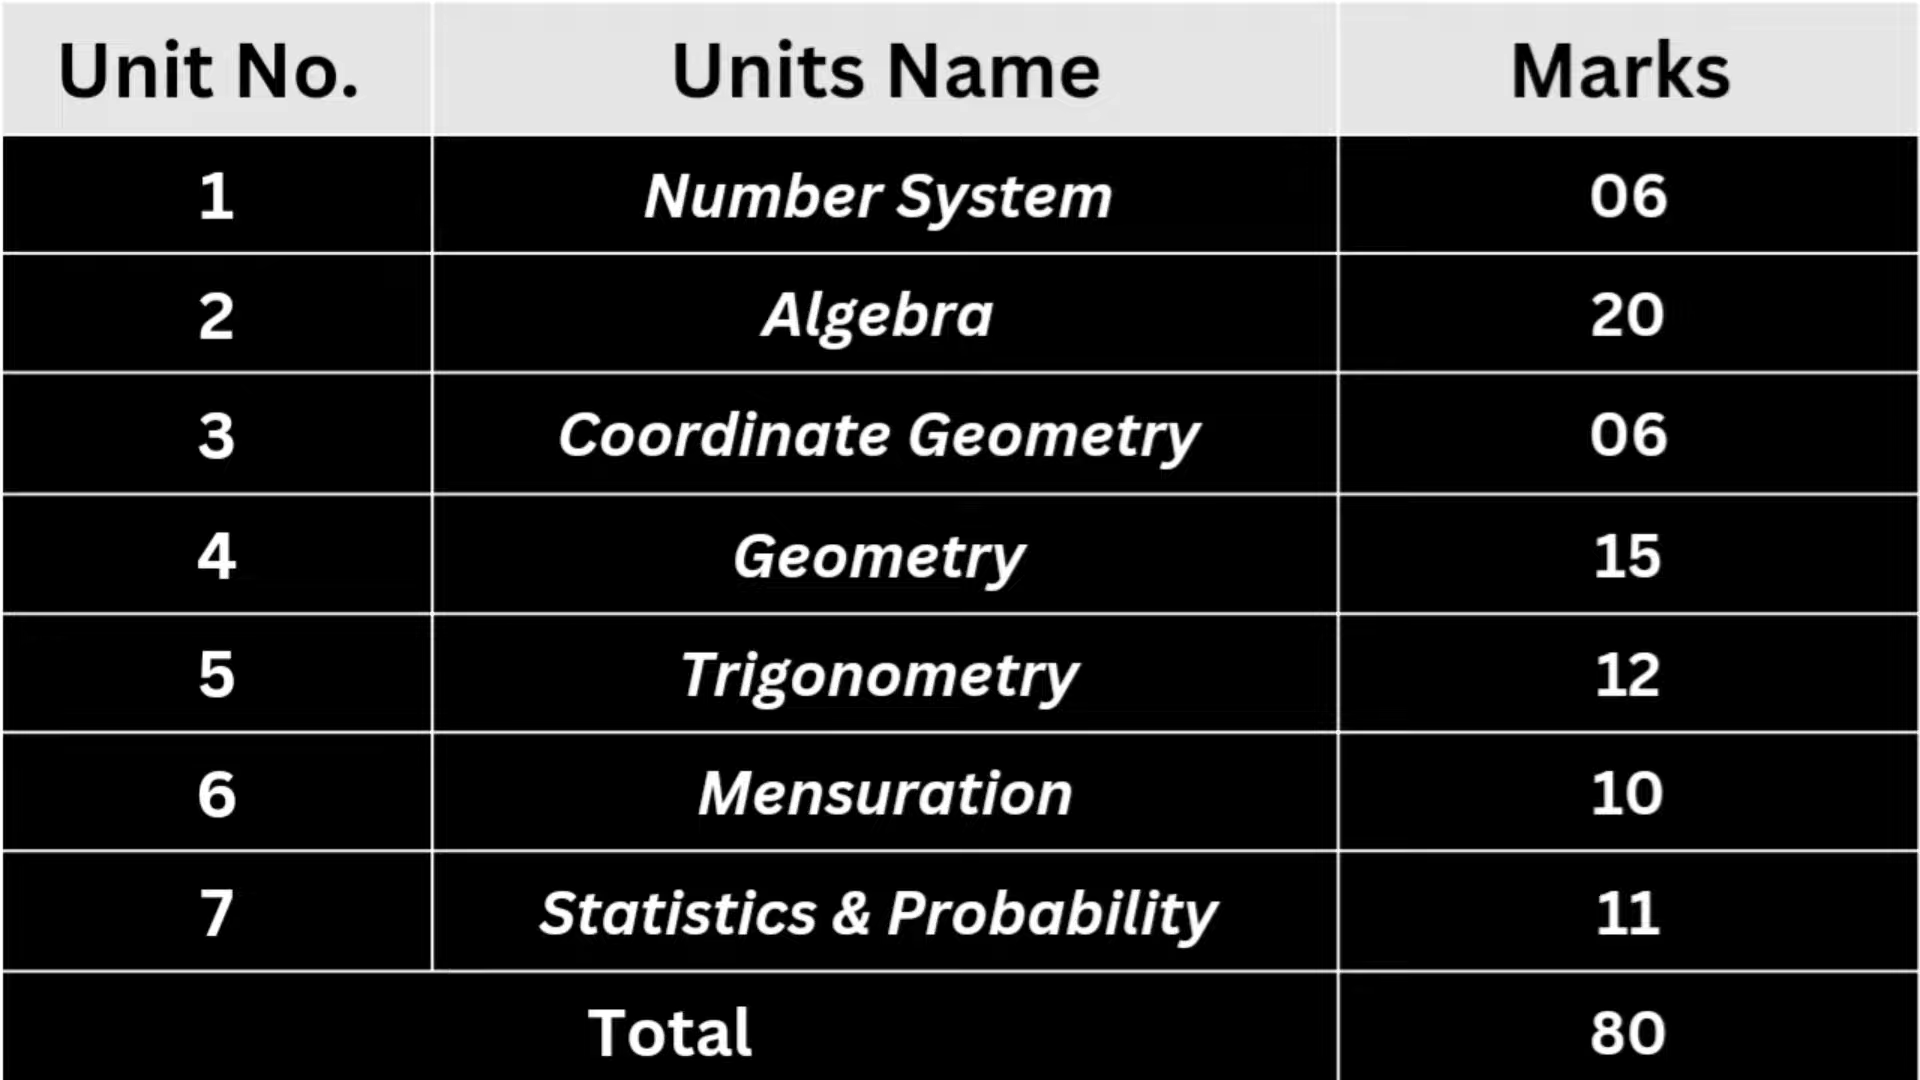 Unit No. Units Name Marks
1 Number System 06
2 Algebra 20
3 Coordinate Geometry 06
4 Geometry 15
5 Trigonometry 12
6 Mensuration 10
7 Statistics & Probability 11
Total 80